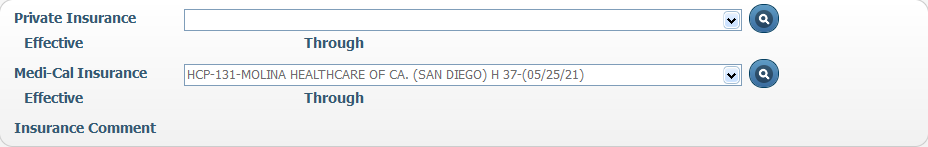 Private Insurance
Effective Through
Medi-Cal Insurance HCP-131-MOLINA HEALTHCARE OF CA. (SAN DIEGO) H 37-(05/25/21)
Effective Through
Insurance Comment